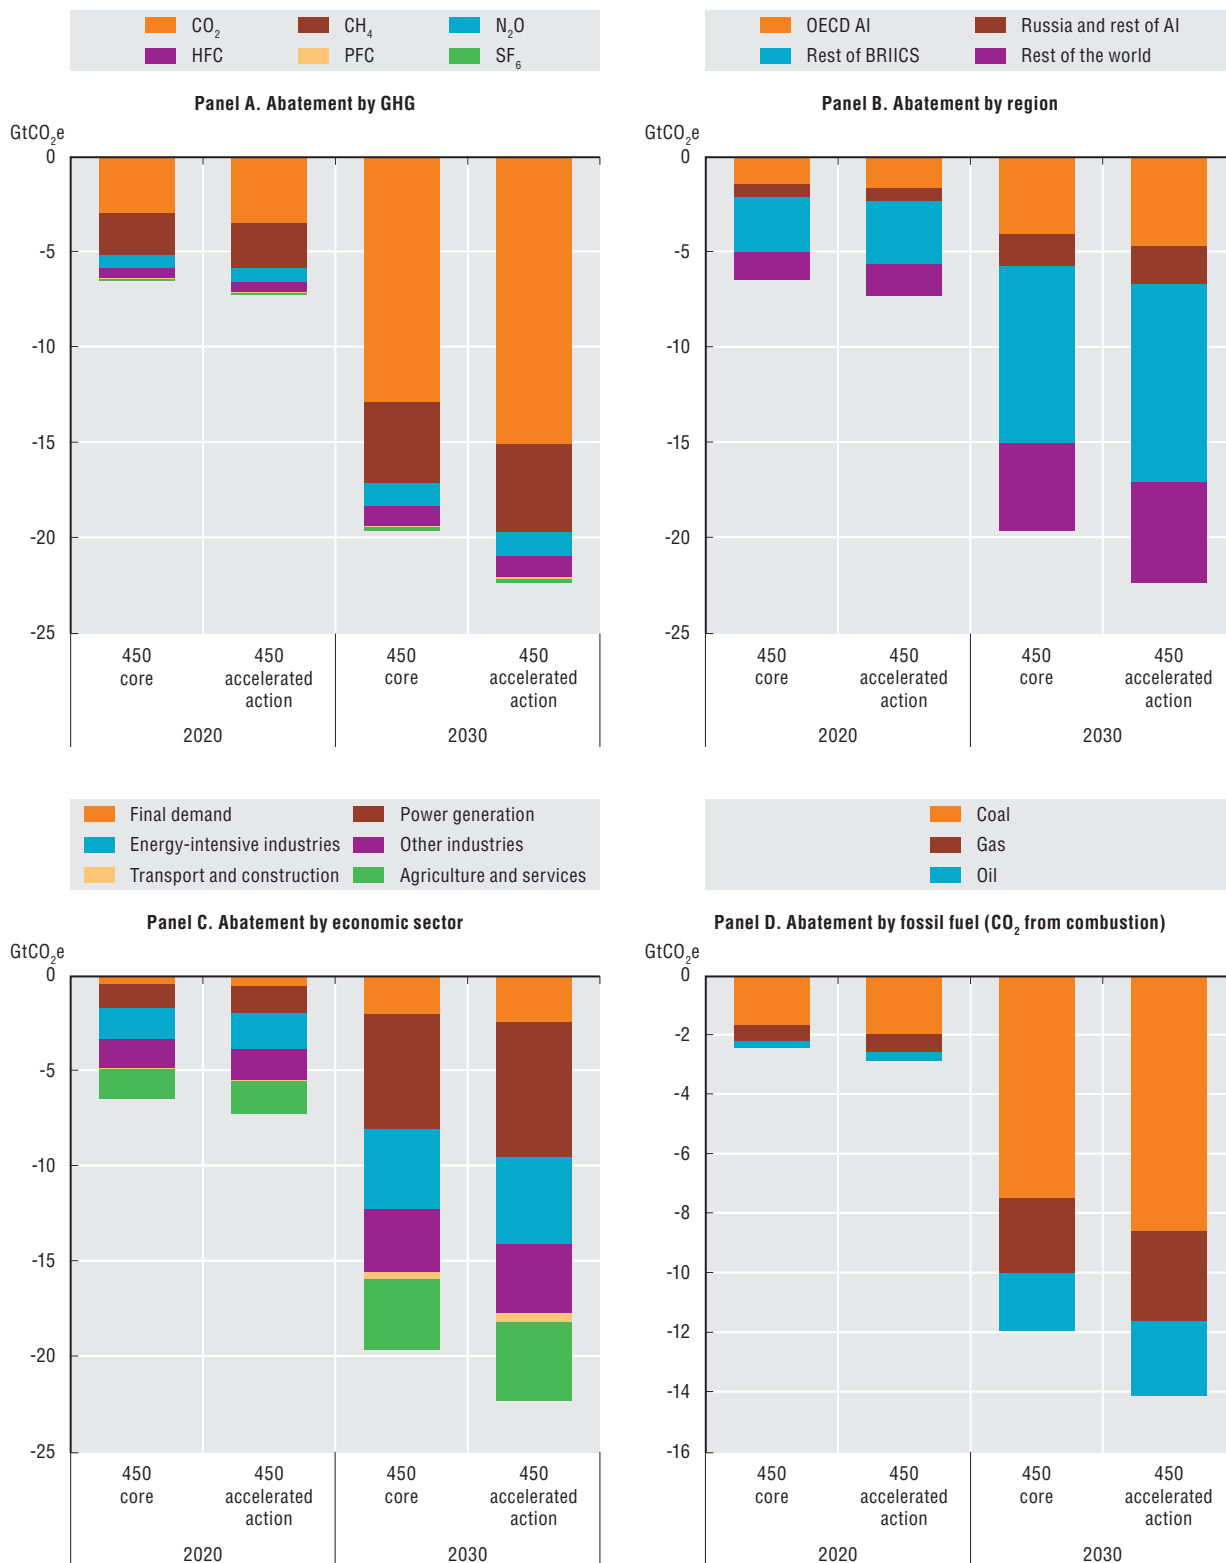 CO₂ CH₄ N₂O
HFC PFC SF₆
Panel A. Abatement by GHG
GtCO₂e
0
-5
-10
-15
-20
-25
450 450 450 450
core accelerated core accelerated
action action
2020 2030
OECD AI Russia and rest of AI
Rest of BRIICS Rest of the world
Panel B. Abatement by region
0
-5
-10
-15
-20
-25
450 450 450 450
core accelerated core accelerated
action action
2020 2030
Final demand Power generation
Energy-intensive industries Other industries
Transport and construction Agriculture and services
Panel C. Abatement by economic sector
GtCO₂e
0
-5
-10
-15
-20
-25
450 450 450 450
core accelerated core accelerated
action action
2020 2030
Coal
Gas
Oil
Panel D. Abatement by fossil fuel (CO₂ from combustion)
GtCO₂e
0
-2
-4
-6
-8
-10
-12
-14
-16
450 450 450 450
core accelerated core accelerated
action action
2020 2030